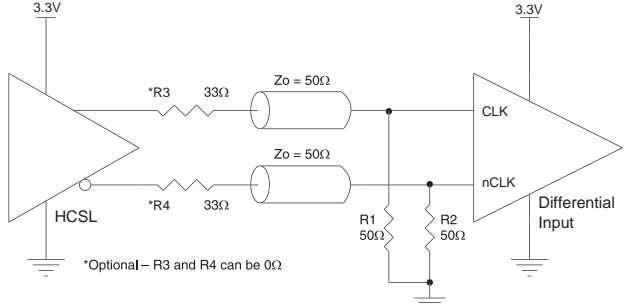 3.3V
3.3V
*R3
33Ω
Zo = 50Ω
CLK
Zo = 50Ω
nCLK
HCSL
*R4
33Ω
R1
50Ω
R2
50Ω
Differential
Input
*Optional – R3 and R4 can be 0Ω